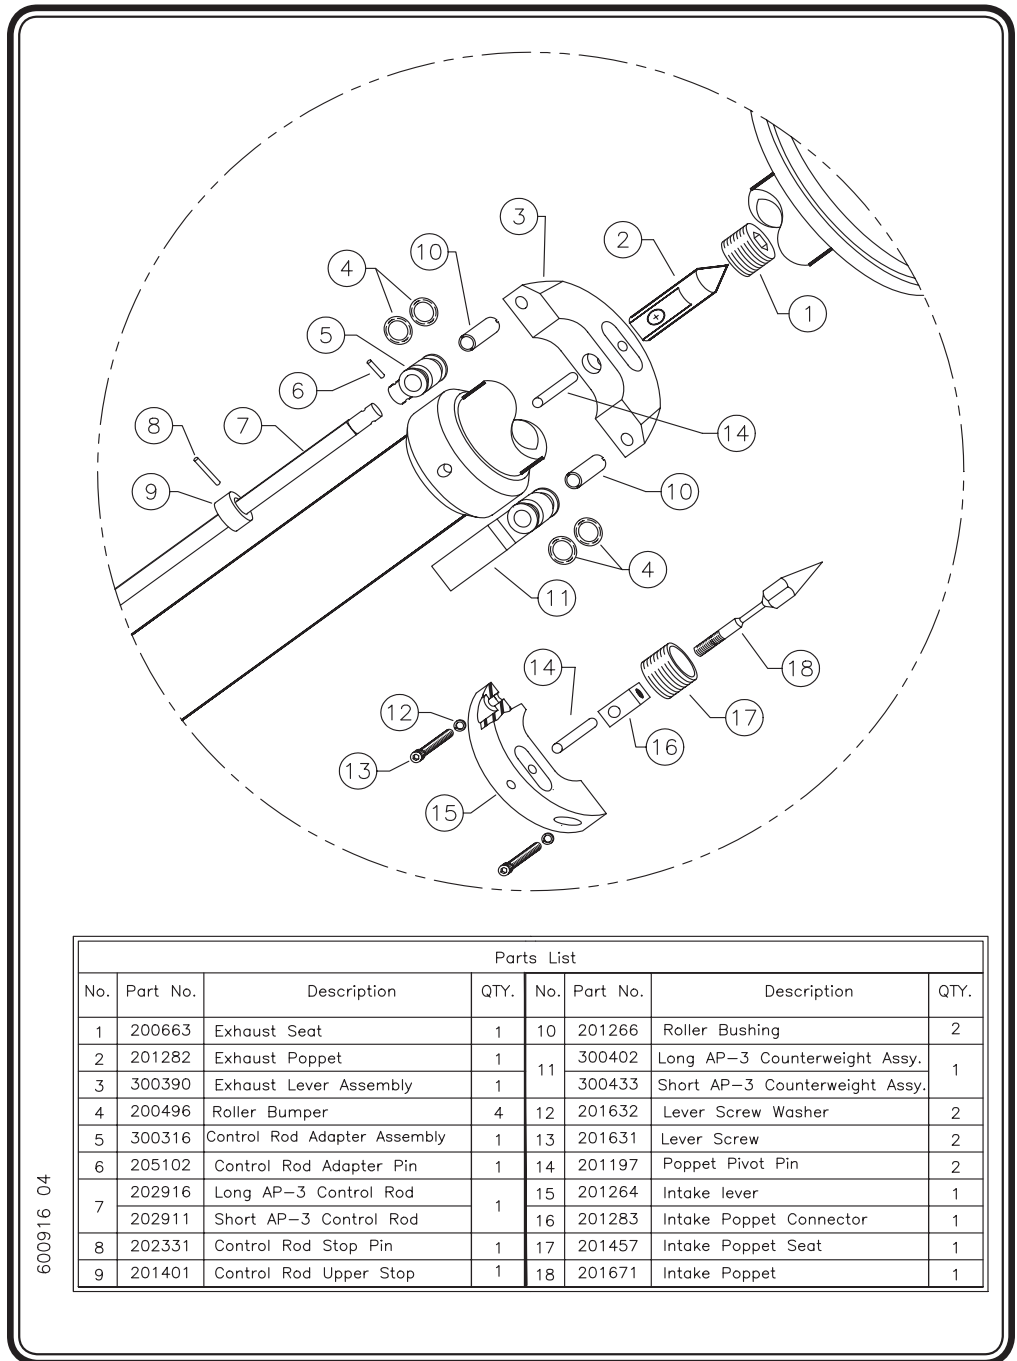 3
2
10
4
1
5
6
14
8
7
9
10
4
11
18
14
12
17
16
13
15
Parts List
No. Part No. Description QTY. No. Part No. Description QTY.
1 200663 Exhaust Seat 1 10 201266 Roller Bushing 2
2 201282 Exhaust Poppet 1 11 300402 Long AP-3 Counterweight Assy. 1
3 300390 Exhaust Lever Assembly 1 300433 Short AP-3 Counterweight Assy.
4 200496 Roller Bumper 4 12 201632 Lever Screw Washer 2
5 300316 Control Rod Adapter Assembly 1 13 201631 Lever Screw 2
6 205102 Control Rod Adapter Pin 1 14 201197 Poppet Pivot Pin 2
7 202916 Long AP-3 Control Rod 1 15 201264 Intake lever 1
202911 Short AP-3 Control Rod 16 201283 Intake Poppet Connector 1
8 202331 Control Rod Stop Pin 1 17 201457 Intake Poppet Seat 1
9 201401 Control Rod Upper Stop 1 18 201671 Intake Poppet 1
600916 04